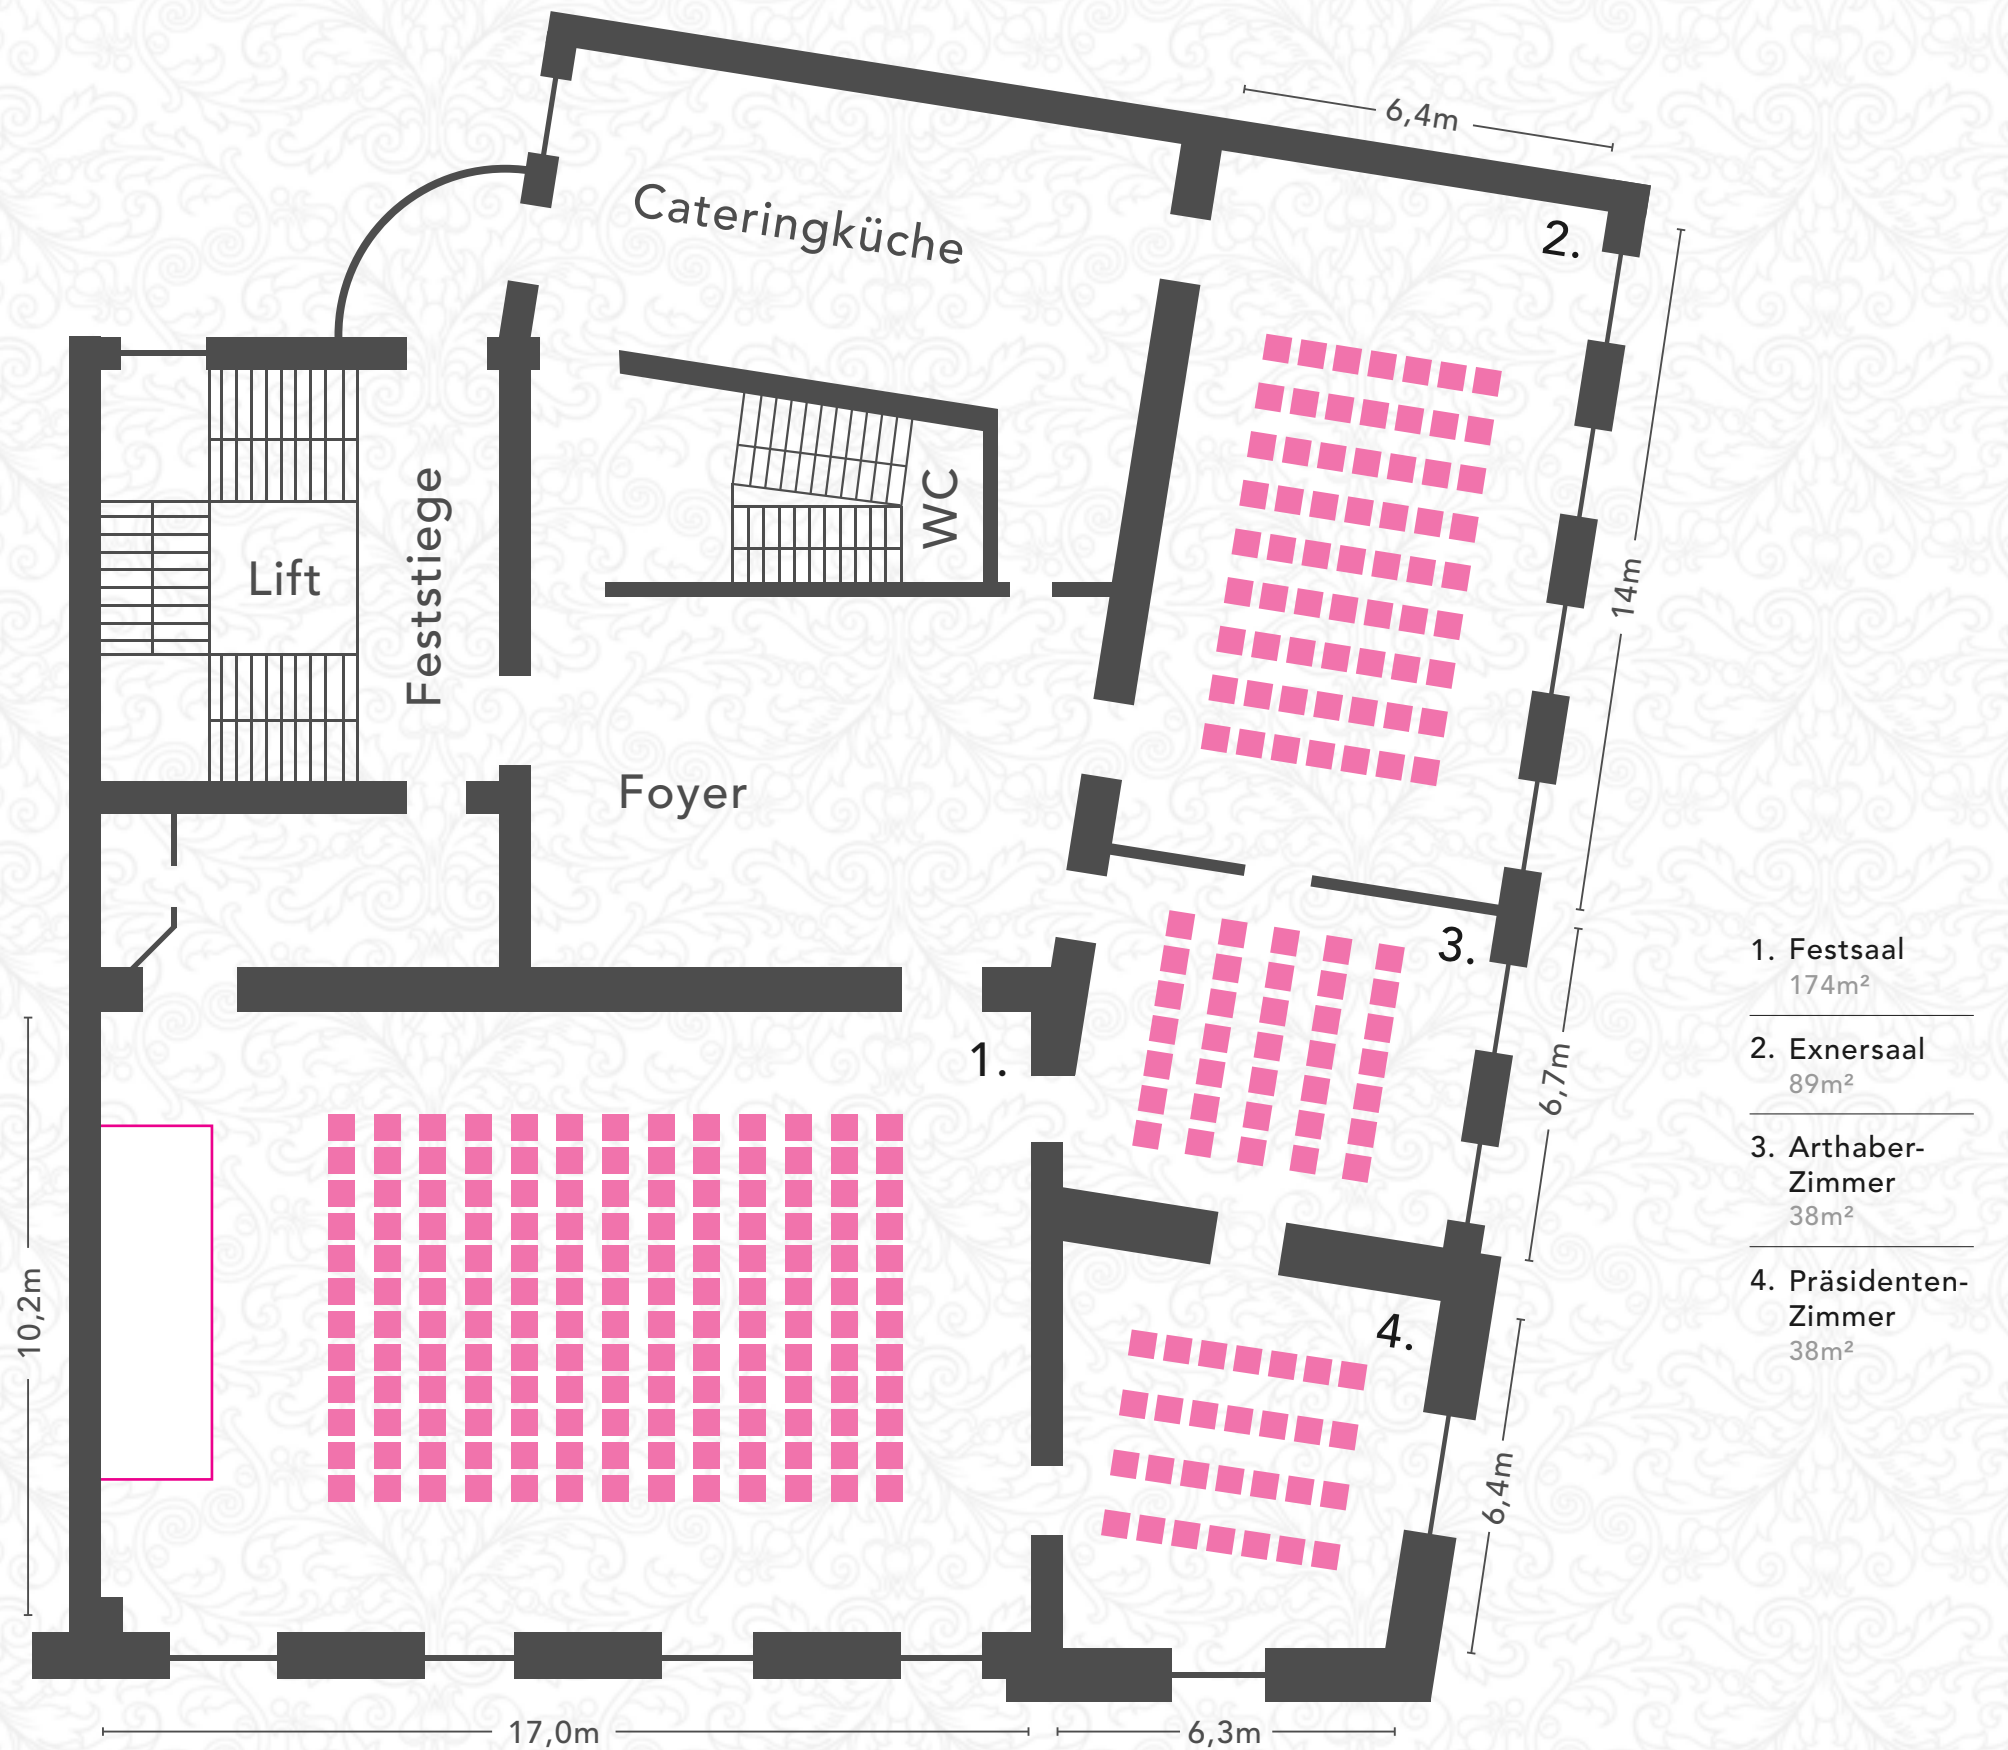 6,4m
Cateringküche
2.
14m
Lift
Feststiege
WC
Foyer
3.
1.
6,7m
10,2m
4.
6,4m
17,0m
6,3m
1. Festsaal
174m²
2. Exnersaal
89m²
3. Arthaber-
Zimmer
38m²
4. Präsidenten-
Zimmer
38m²